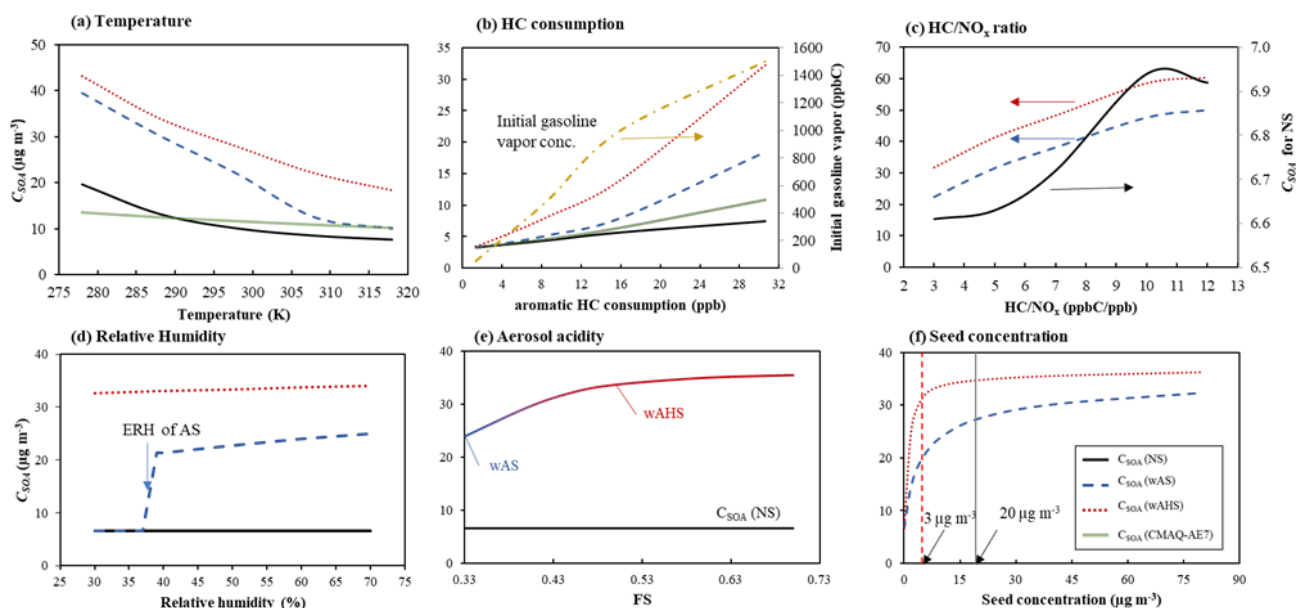 (a) Temperature
C_SOA (µg m⁻³)
50
40
30
20
10
0
275 280 285 290 295 300 305 310 315 320
Temperature (K)
(b) HC consumption
35
30
25
20
15
10
5
0
Initial gasoline
vapor conc.
1600
1400
1200
1000
800
600
400
200
0
Initial gasoline vapor (ppbC)
0 4 8 12 16 20 24 28 32
aromatic HC consumption (ppb)
(c) HC/NOₓ ratio
70
60
50
40
30
20
10
0
7.0
6.9
6.8
6.7
6.6
6.5
C_SOA for NS
2 3 4 5 6 7 8 9 10 11 12 13
HC/NOₓ (ppbC/ppb)
(d) Relative Humidity
C_SOA (µg m⁻³)
40
30
20
10
0
ERH of AS
25 30 35 40 45 50 55 60 65 70 75
Relative humidity (%)
(e) Aerosol acidity
40
30
20
10
0
wAHS
wAS
C_SOA (NS)
0.33 0.43 0.53 0.63 0.73
FS
(f) Seed concentration
40
30
20
10
0
3 µg m⁻³
20 µg m⁻³
C_SOA (NS)
C_SOA (wAS)
C_SOA (wAHS)
C_SOA (CMAQ-AE7)
0 15 30 45 60 75 90
Seed concentration (µg m⁻³)